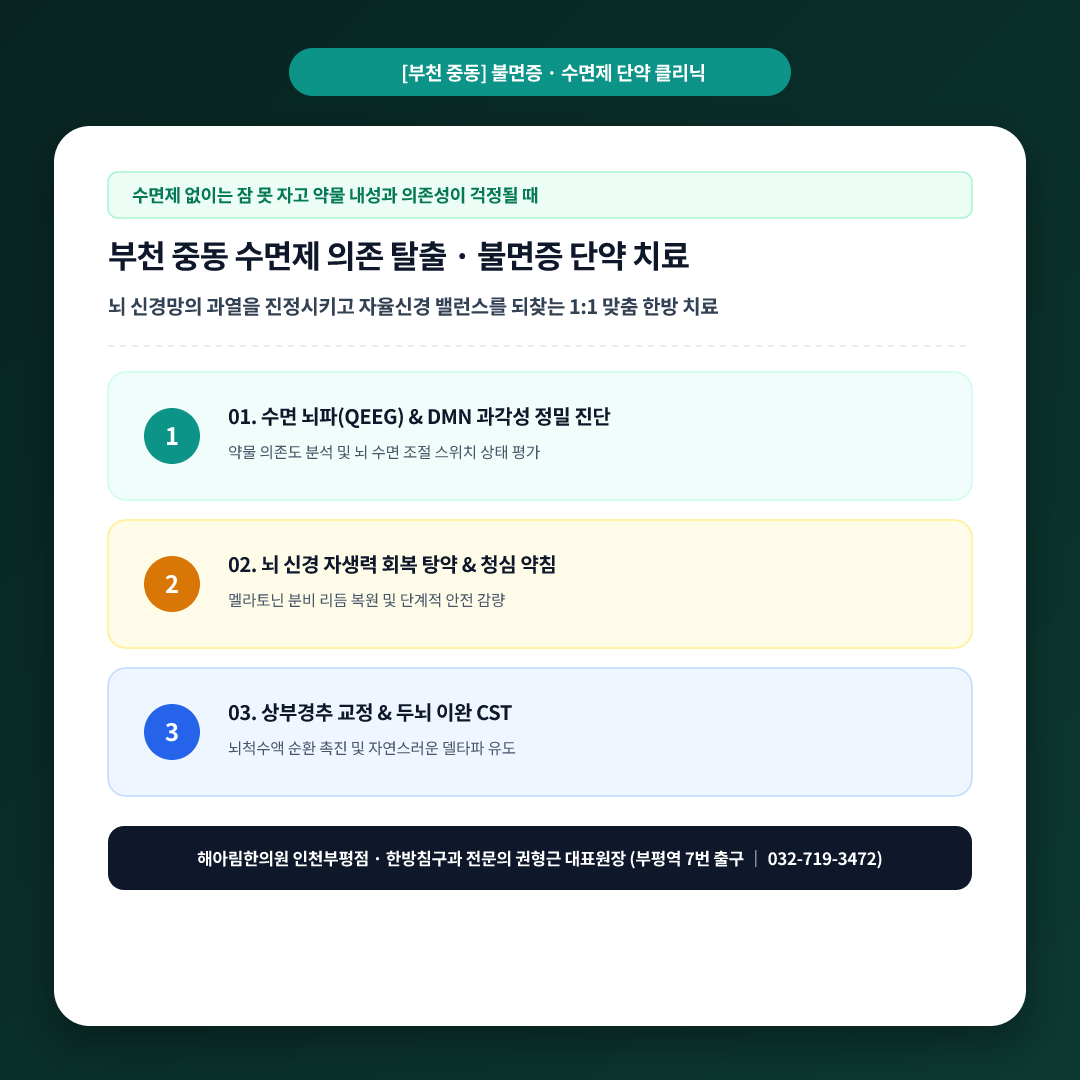 [부천 중동] 불면증 · 수면제 단약 클리닉
수면제 없이는 잠 못 자고 약물 내성과 의존성이 걱정될 때
부천 중동 수면제 의존 탈출 · 불면증 단약 치료
뇌 신경망의 과열을 진정시키고 자율신경 밸런스를 되찾는 1:1 맞춤 한방 치료
1
01. 수면 뇌파(QEEG) & DMN 과각성 정밀 진단
약물 의존도 분석 및 뇌 수면 조절 스위치 상태 평가
2
02. 뇌 신경 자생력 회복 탕약 & 청심 약침
멜라토닌 분비 리듬 복원 및 단계적 안전 감량
3
03. 상부경추 교정 & 두뇌 이완 CST
뇌척수액 순환 촉진 및 자연스러운 델타파 유도
해아림한의원 인천부평점 · 한방침구과 전문의 권형근 대표원장 (부평역 7번 출구 | 032-719-3472)